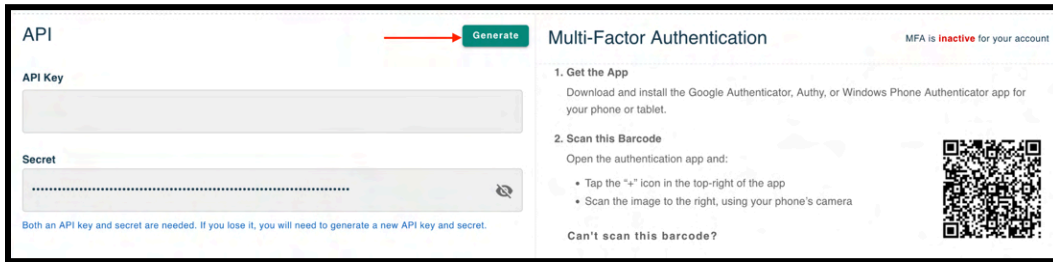 API
Generate
API Key
Secret
••••••••••••••••••••••••••••••••••••••••••••••••••••••••••••••••••••••••••
Both an API key and secret are needed. If you lose it, you will need to generate a new API key and secret.
Multi-Factor Authentication
MFA is inactive for your account
1. Get the App
Download and install the Google Authenticator, Authy, or Windows Phone Authenticator app for
your phone or tablet.
2. Scan this Barcode
Open the authentication app and:
• Tap the “+” icon in the top-right of the app
• Scan the image to the right, using your phone’s camera
Can't scan this barcode?